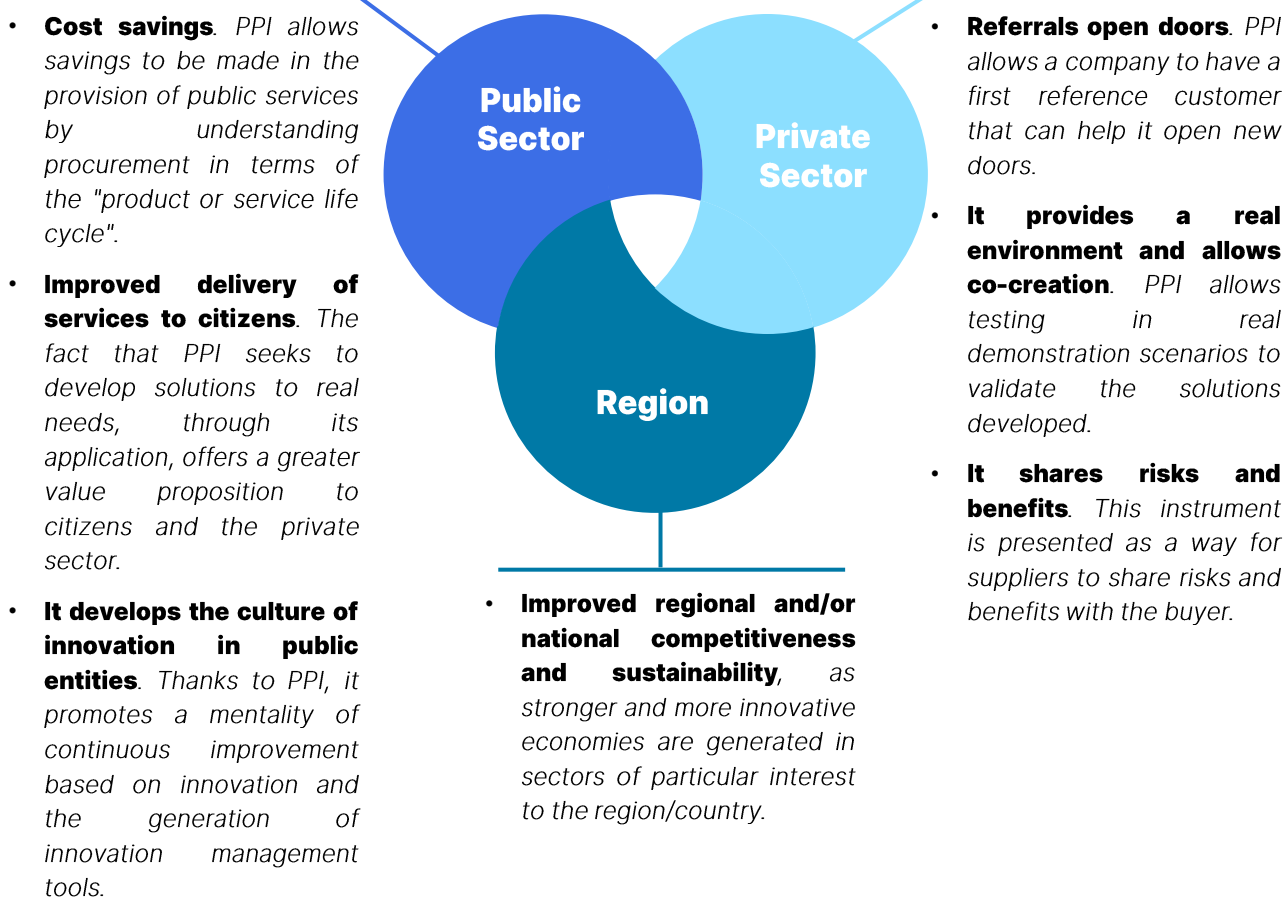 • Cost savings. PPI allows
savings to be made in the
provision of public services
by understanding
procurement in terms of
the "product or service life
cycle".
• Improved delivery of
services to citizens. The
fact that PPI seeks to
develop solutions to real
needs, through its
application, offers a greater
value proposition to
citizens and the private
sector.
• It develops the culture of
innovation in public
entities. Thanks to PPI, it
promotes a mentality of
continuous improvement
based on innovation and
the generation of
innovation management
tools.
Public
Sector
Private
Sector
Region
• Improved regional and/or
national competitiveness
and sustainability, as
stronger and more innovative
economies are generated in
sectors of particular interest
to the region/country.
• Referrals open doors. PPI
allows a company to have a
first reference customer
that can help it open new
doors.
• It provides a real
environment and allows
co-creation. PPI allows
testing in real
demonstration scenarios to
validate the solutions
developed.
• It shares risks and
benefits. This instrument
is presented as a way for
suppliers to share risks and
benefits with the buyer.